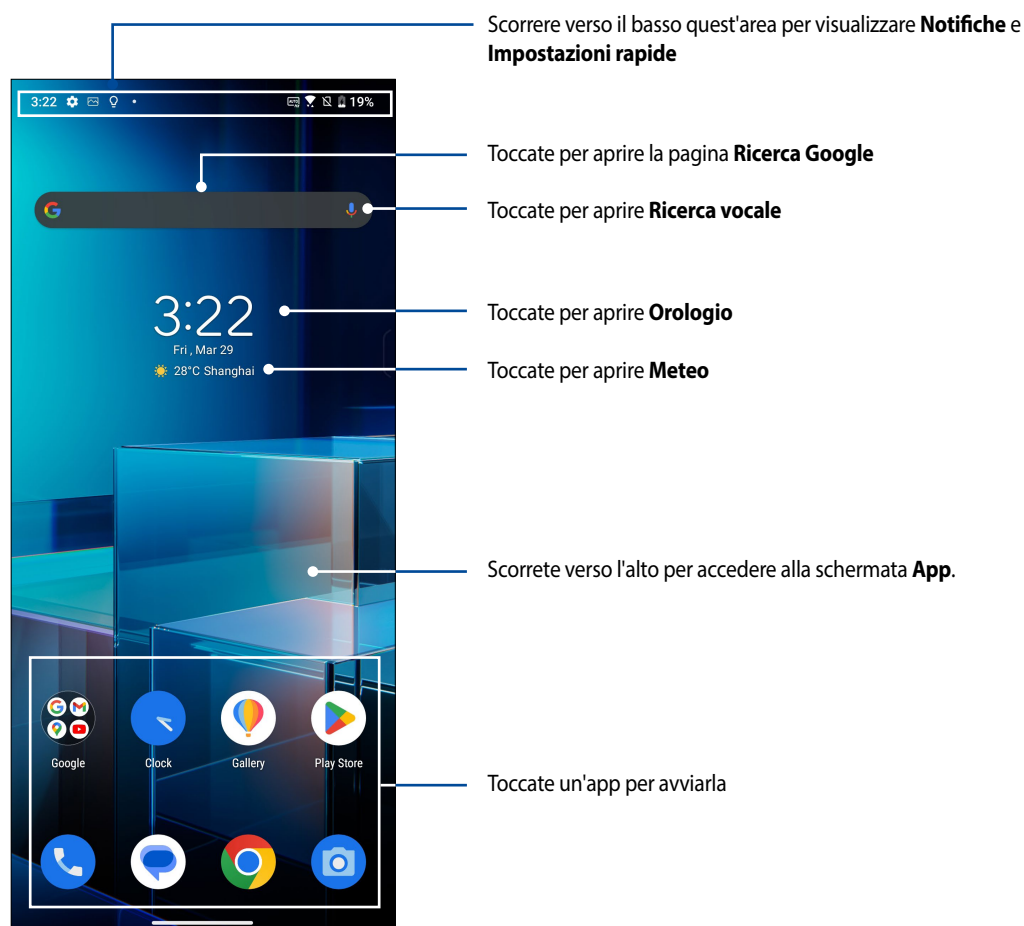 Scorrere verso il basso quest'area per visualizzare Notifiche e
Impostazioni rapide
3:22 19%
Toccate per aprire la pagina Ricerca Google
Toccate per aprire Ricerca vocale
3:22
Toccate per aprire Orologio
Fri , Mar 29
28°C Shanghai
Toccate per aprire Meteo
Scorrete verso l'alto per accedere alla schermata App.
Google Clock Gallery Play Store
Toccate un'app per avviarla